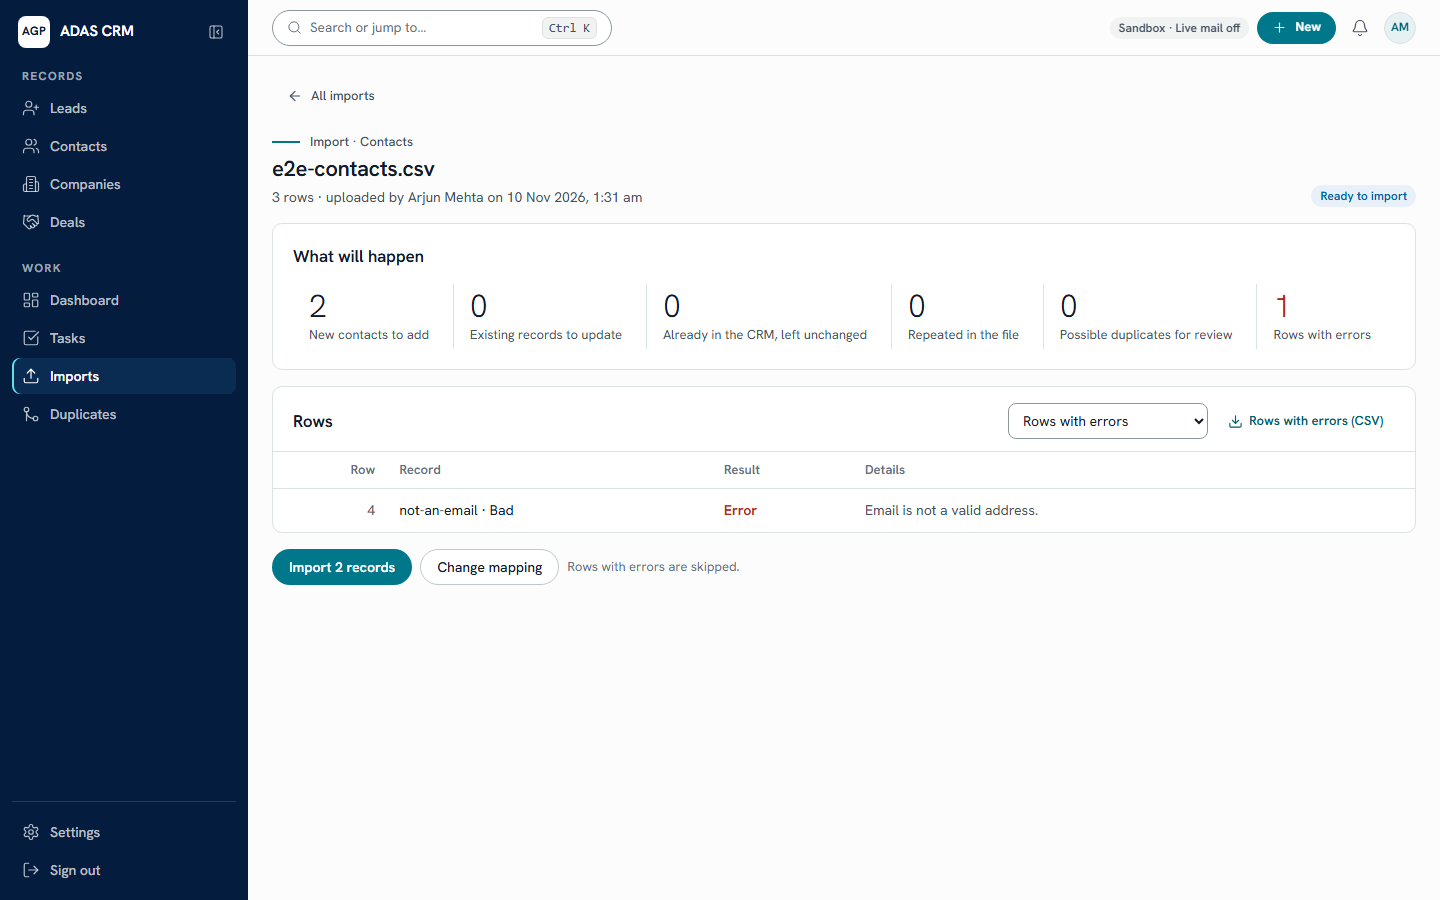 AGP ADAS CRM
RECORDS
Leads
Contacts
Companies
Deals
WORK
Dashboard
Tasks
Imports
Duplicates
Settings
Sign out
Search or jump to... Ctrl K
Sandbox · Live mail off
New
AM
All imports
Import · Contacts
e2e-contacts.csv
3 rows · uploaded by Arjun Mehta on 10 Nov 2026, 1:31 am
Ready to import
What will happen
2
New contacts to add
0
Existing records to update
0
Already in the CRM, left unchanged
0
Repeated in the file
0
Possible duplicates for review
1
Rows with errors
Rows
Rows with errors
Rows with errors (CSV)
Row Record Result Details
4 not-an-email · Bad Error Email is not a valid address.
Import 2 records
Change mapping
Rows with errors are skipped.